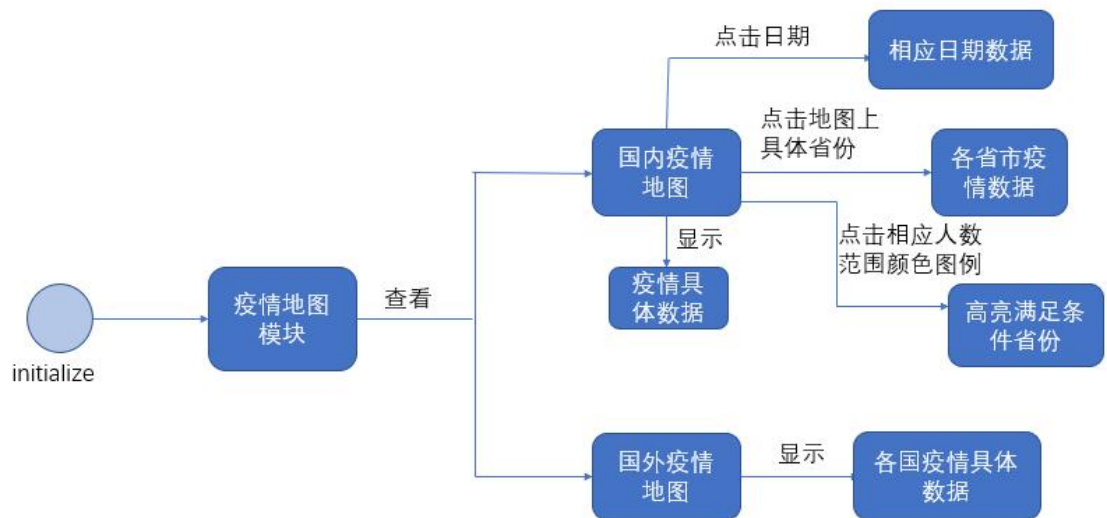 点击日期
相应日期数据
点击地图上
具体省份
国内疫情
地图
各省市疫
情数据
显示
点击相应人数
范围颜色图例
疫情具
体数据
疫情地图
模块
查看
高亮满足条
件省份
initialize
国外疫情
地图
显示
各国疫情具体
数据